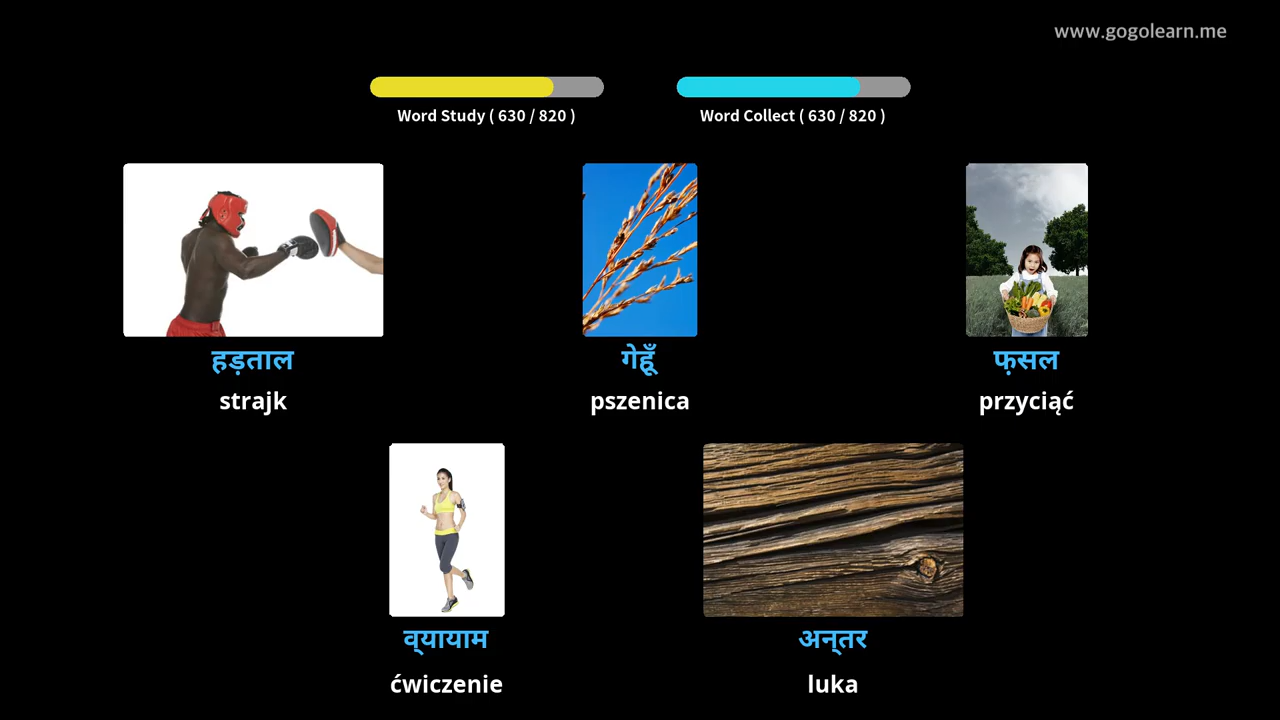 www.gogolearn.me
Word Study ( 630 / 820 )
Word Collect ( 630 / 820 )
हड़ताल
गेहूँ
फ़सल
strajk
pszenica
przyciąć
व्यायाम
अन्तर
ćwiczenie
luka